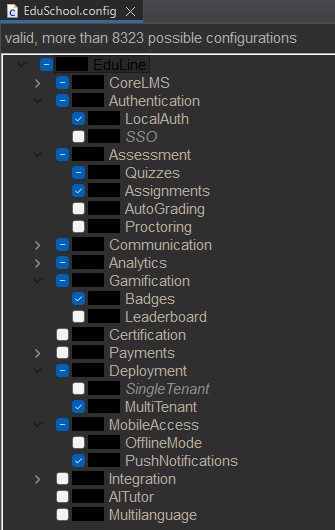 EduSchool.config
valid, more than 8323 possible configurations
EduLine
CoreLMS
Authentication
LocalAuth
SSO
Assessment
Quizzes
Assignments
AutoGrading
Proctoring
Communication
Analytics
Gamification
Badges
Leaderboard
Certification
Payments
Deployment
SingleTenant
MultiTenant
MobileAccess
OfflineMode
PushNotifications
Integration
AITutor
Multilanguage